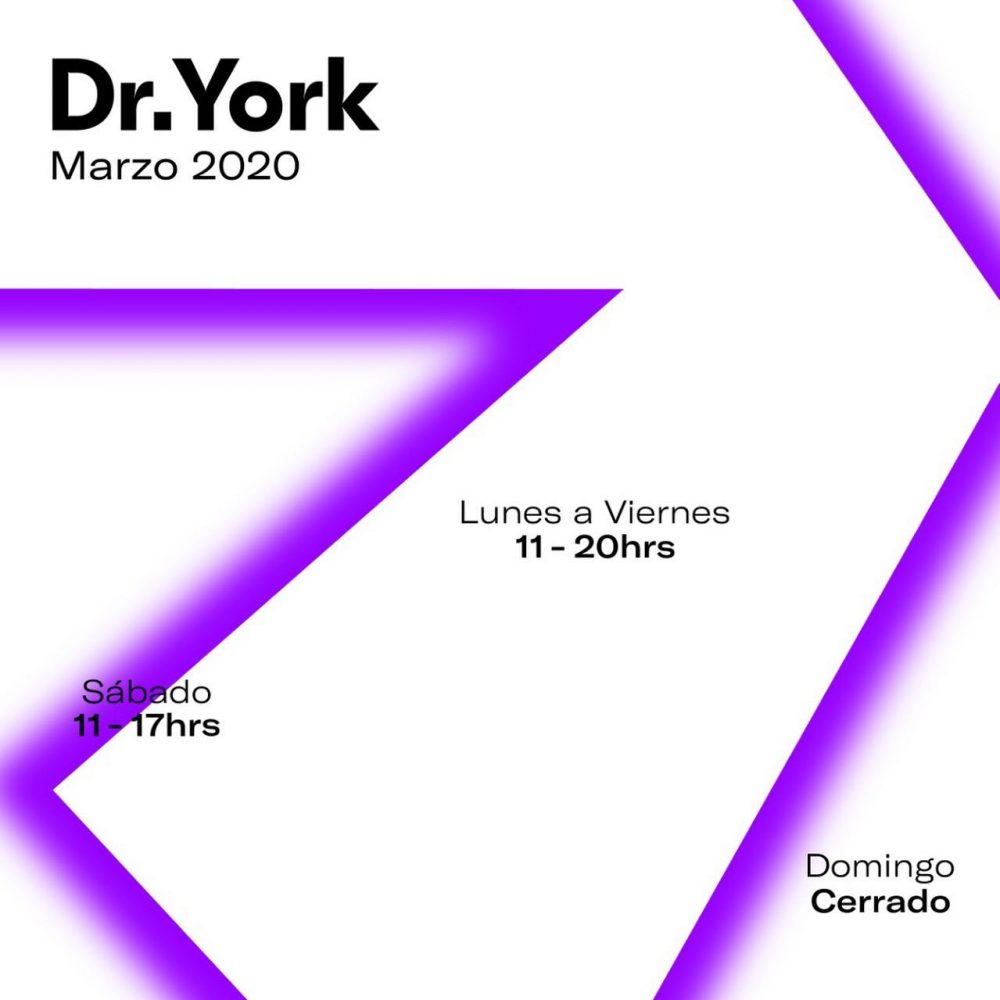 Dr. York
Marzo 2020
Lunes a Viernes
11 - 20hrs
Sábado
11 - 17hrs
Domingo
Cerrado